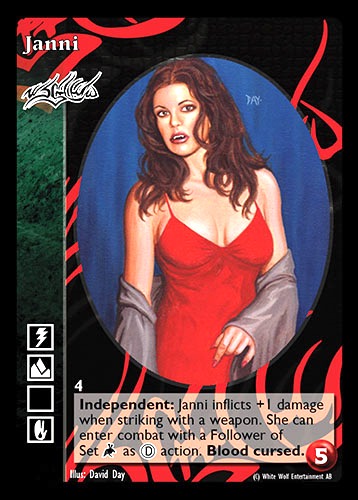 Janni
DAY-
4
Independent: Janni inflicts +1 damage
when striking with a weapon. She can
enter combat with a Follower of
Set as D action. Blood cursed.
5
Illus: David Day
(C) White Wolf Entertainment AB